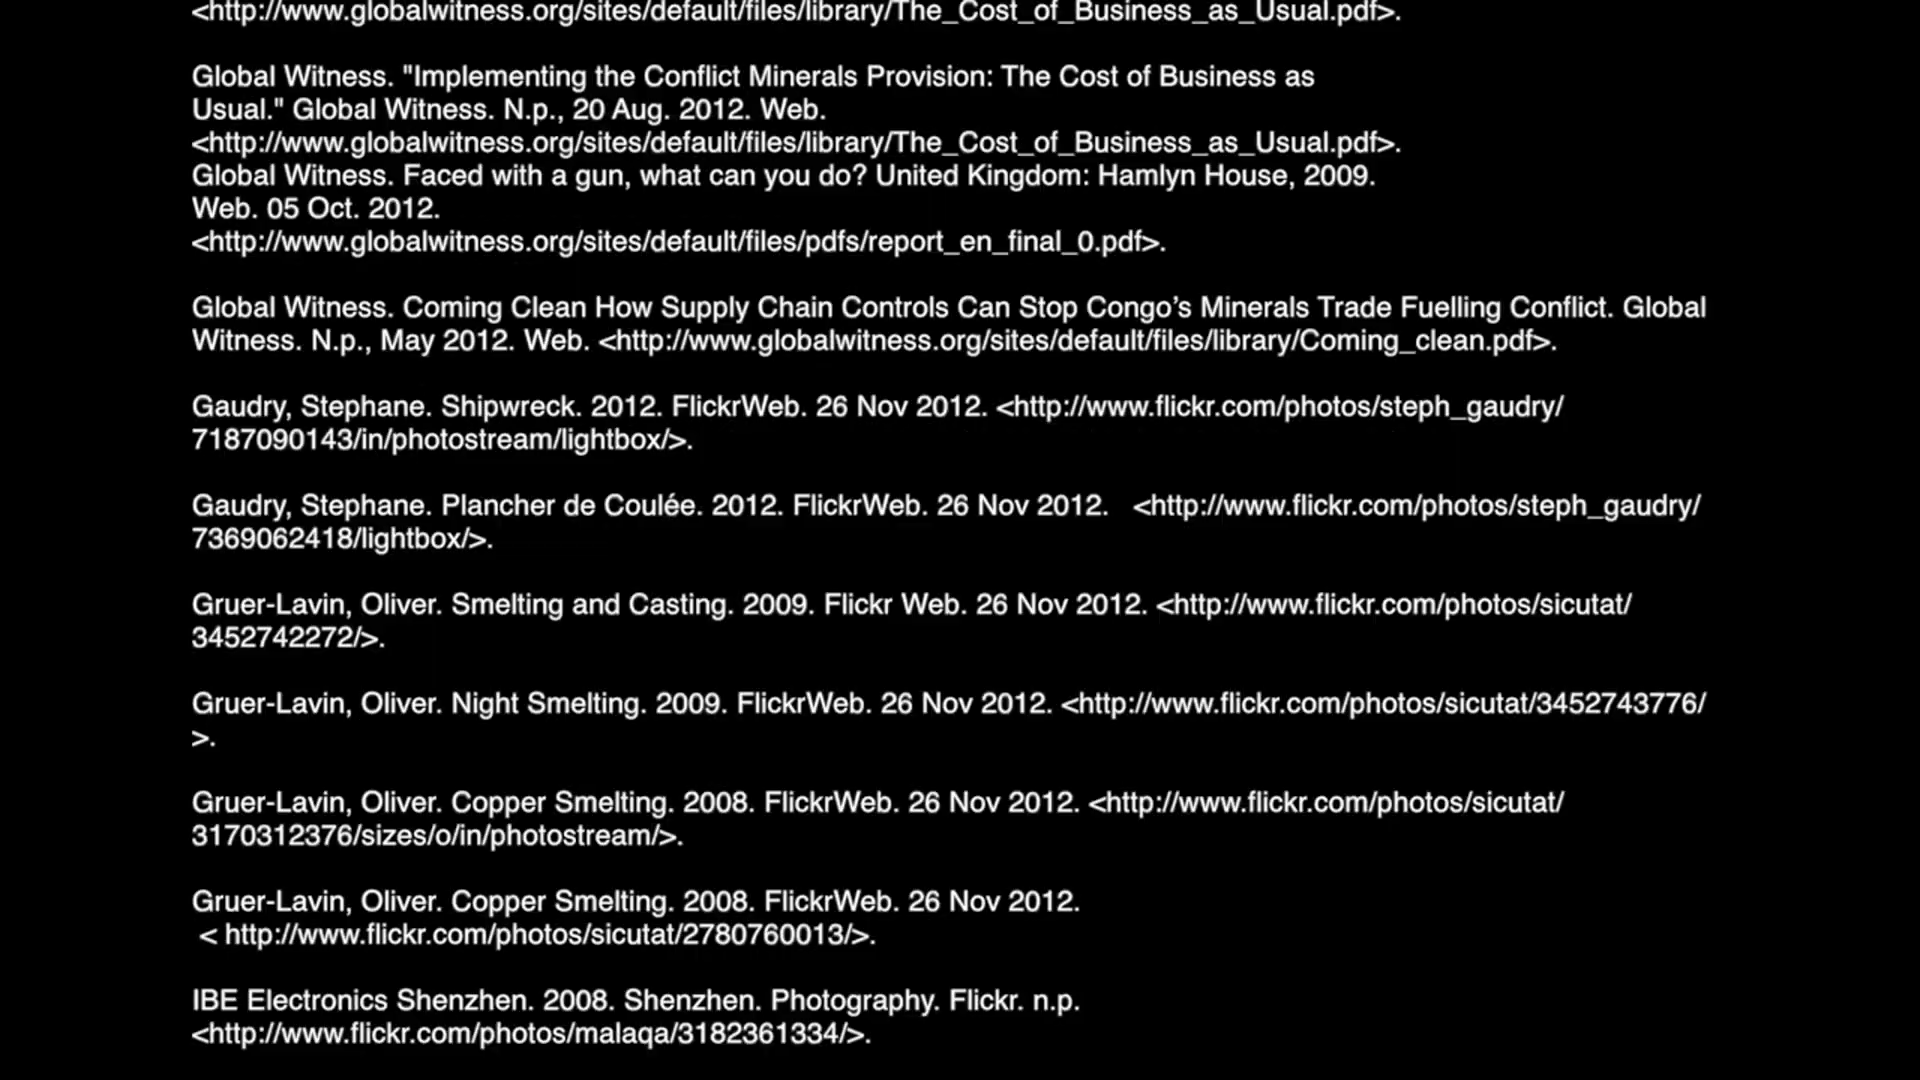 <http://www.globalwitness.org/sites/default/files/library/The_Cost_of_Business_as_Usual.pdf>.
Global Witness. "Implementing the Conflict Minerals Provision: The Cost of Business as
Usual." Global Witness. N.p., 20 Aug. 2012. Web.
<http://www.globalwitness.org/sites/default/files/library/The_Cost_of_Business_as_Usual.pdf>.
Global Witness. Faced with a gun, what can you do? United Kingdom: Hamlyn House, 2009.
Web. 05 Oct. 2012.
<http://www.globalwitness.org/sites/default/files/pdfs/report_en_final_0.pdf>.
Global Witness. Coming Clean How Supply Chain Controls Can Stop Congo’s Minerals Trade Fuelling Conflict. Global
Witness. N.p., May 2012. Web. <http://www.globalwitness.org/sites/default/files/library/Coming_clean.pdf>.
Gaudry, Stephane. Shipwreck. 2012. FlickrWeb. 26 Nov 2012. <http://www.flickr.com/photos/steph_gaudry/
7187090143/in/photostream/lightbox/>.
Gaudry, Stephane. Plancher de Coulée. 2012. FlickrWeb. 26 Nov 2012.   <http://www.flickr.com/photos/steph_gaudry/
7369062418/lightbox/>.
Gruer-Lavin, Oliver. Smelting and Casting. 2009. Flickr Web. 26 Nov 2012. <http://www.flickr.com/photos/sicutat/
3452742272/>.
Gruer-Lavin, Oliver. Night Smelting. 2009. FlickrWeb. 26 Nov 2012. <http://www.flickr.com/photos/sicutat/3452743776/
>.
Gruer-Lavin, Oliver. Copper Smelting. 2008. FlickrWeb. 26 Nov 2012. <http://www.flickr.com/photos/sicutat/
3170312376/sizes/o/in/photostream/>.
Gruer-Lavin, Oliver. Copper Smelting. 2008. FlickrWeb. 26 Nov 2012.
< http://www.flickr.com/photos/sicutat/2780760013/>.
IBE Electronics Shenzhen. 2008. Shenzhen. Photography. Flickr. n.p.
<http://www.flickr.com/photos/malaqa/3182361334/>.